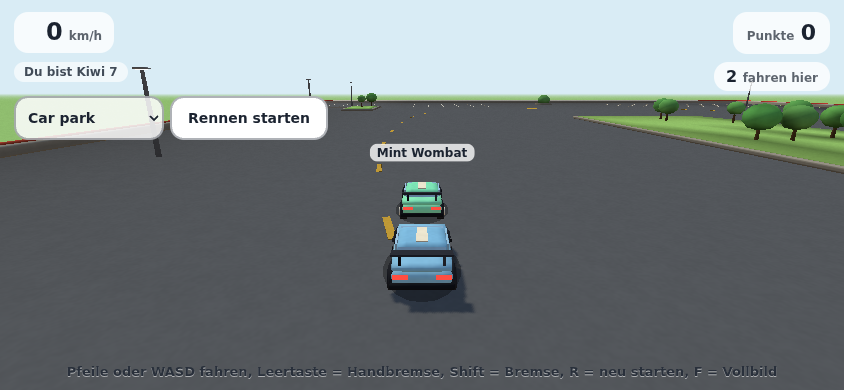 0 km/h
Punkte 0
Du bist Kiwi 7
2 fahren hier
Car park
Rennen starten
Mint Wombat
Pfeile oder WASD fahren, Leertaste = Handbremse, Shift = Bremse, R = neu starten, F = Vollbild